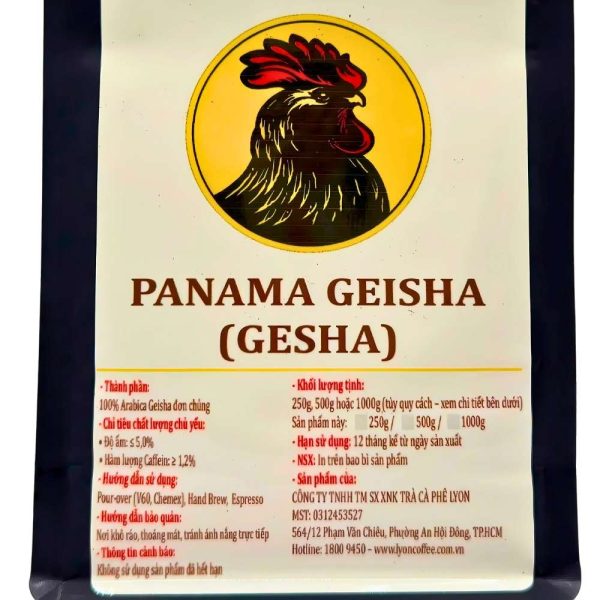 PANAMA GEISHA
(GESHA)
- Thành phần:
100% Arabica Geisha đơn chủng
- Chỉ tiêu chất lượng chủ yếu:
• Độ ẩm: ≤ 5,0%
• Hàm lượng Caffein: ≥ 1,2%
- Hướng dẫn sử dụng:
Pour-over (V60, Chemex), Hand Brew, Espresso
- Hướng dẫn bảo quản:
Nơi khô ráo, thoáng mát, tránh ánh nắng trực tiếp
- Thông tin cảnh báo:
Không sử dụng sản phẩm đã hết hạn
- Khối lượng tịnh:
250g, 500g hoặc 1000g (tùy quy cách – xem chi tiết bên dưới)
Sản phẩm này: 250g / 500g / 1000g
- Hạn sử dụng: 12 tháng kể từ ngày sản xuất
- NSX: In trên bao bì sản phẩm
- Sản phẩm của:
CÔNG TY TNHH TM SX XNK TRÀ CÀ PHÊ LYON
MST: 0312453527
564/12 Phạm Văn Chiêu, Phường An Hội Đông, TP.HCM
Hotline: 1800 9450 – www.lyoncoffee.com.vn